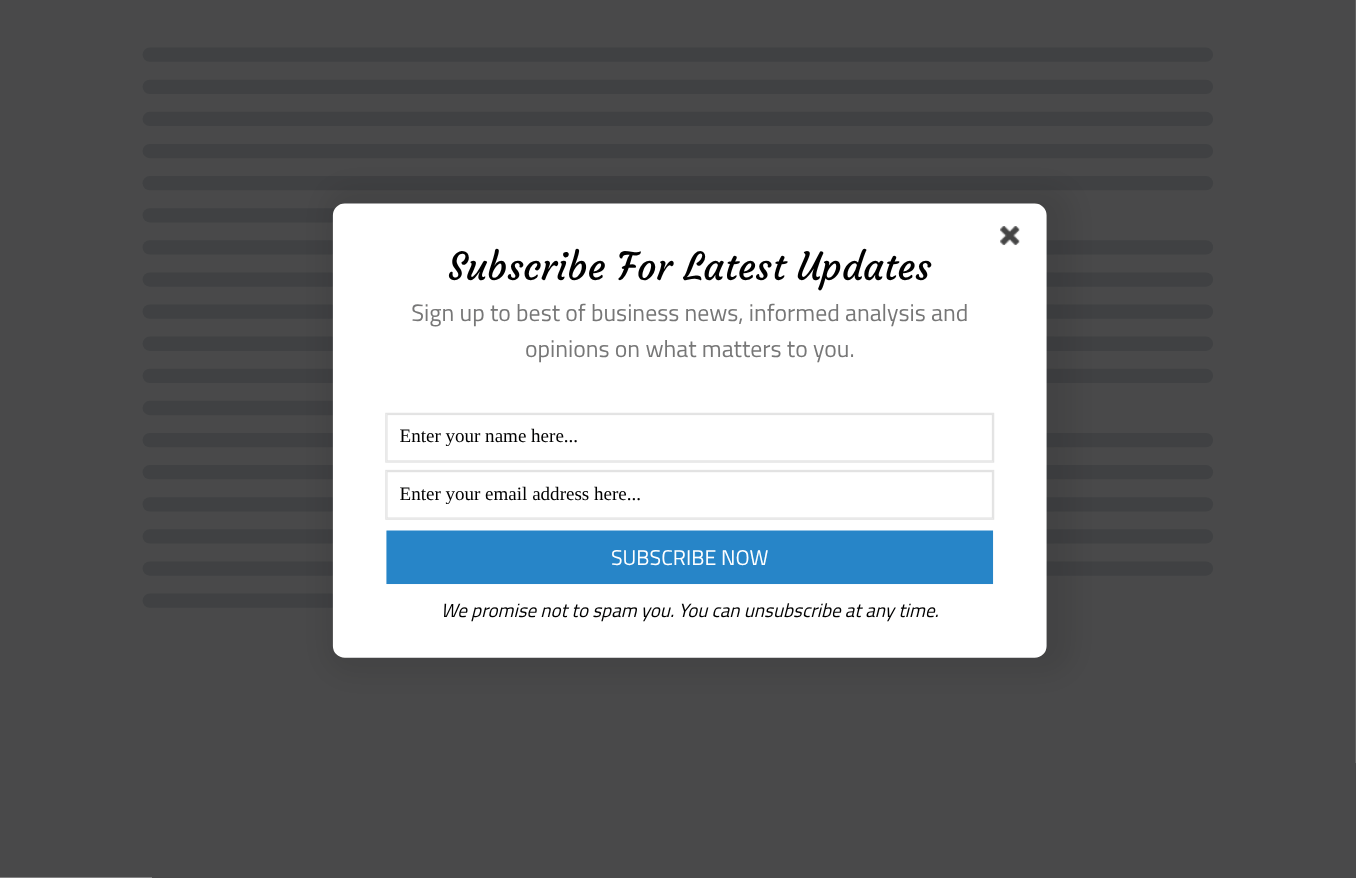 Subscribe For Latest Updates
Sign up to best of business news, informed analysis and
opinions on what matters to you.
Enter your name here...
Enter your email address here...
SUBSCRIBE NOW
We promise not to spam you. You can unsubscribe at any time.